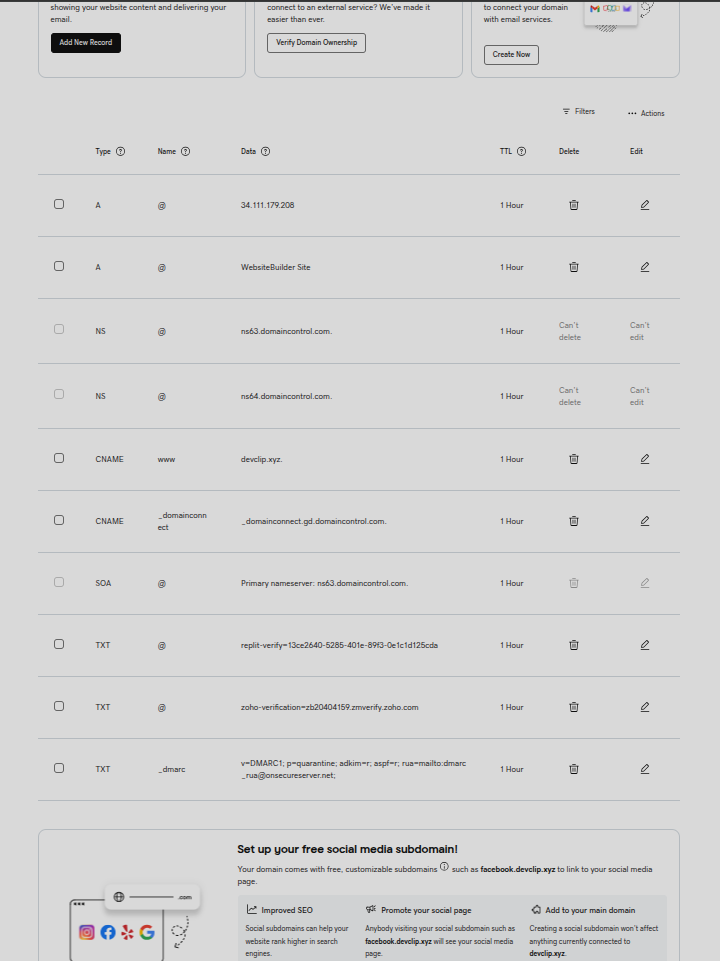 showing your website content and delivering your
email.
Add New Record
connect to an external service? We've made it
easier than ever.
Verify Domain Ownership
to connect your domain
with email services.
Create Now
Filters
Actions
Type Name Data TTL Delete Edit
A @ 34.111.179.208 1 Hour
A @ WebsiteBuilder Site 1 Hour
NS @ ns63.domaincontrol.com. 1 Hour Can't delete Can't edit
NS @ ns64.domaincontrol.com. 1 Hour Can't delete Can't edit
CNAME www devclip.xyz. 1 Hour
CNAME _domainconn
ect _domainconnect.gd.domaincontrol.com. 1 Hour
SOA @ Primary nameserver: ns63.domaincontrol.com. 1 Hour
TXT @ replit-verify=13ce2640-5285-401e-89f3-0e1c1d125cda 1 Hour
TXT @ zoho-verification=zb20404159.zmverify.zoho.com 1 Hour
TXT _dmarc v=DMARC1; p=quarantine; adkim=r; aspf=r; rua=mailto:dmarc
_rua@onsecureserver.net; 1 Hour
Set up your free social media subdomain!
Your domain comes with free, customizable subdomains such as facebook.devclip.xyz to link to your social media
page.
.com
Improved SEO
Social subdomains can help your
website rank higher in search
engines.
Promote your social page
Anybody visiting your social subdomain such as
facebook.devclip.xyz will see your social media
page.
Add to your main domain
Creating a social subdomain won't affect
anything currently connected to
devclip.xyz.